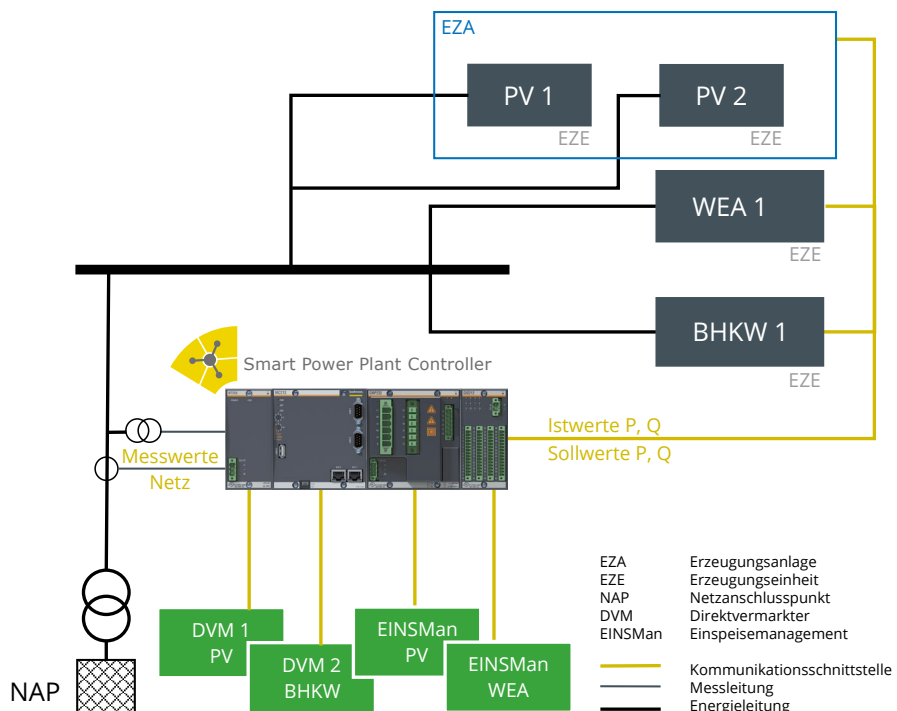 EZA
PV 1
PV 2
EZE
EZE
WEA 1
EZE
BHKW 1
EZE
Smart Power Plant Controller
Istwerte P, Q
Sollwerte P, Q
Messwerte
Netz
DVM 1
PV
DVM 2
BHKW
EINSMan
PV
EINSMan
WEA
NAP
EZA Erzeugungsanlage
EZE Erzeugungseinheit
NAP Netzanschlusspunkt
DVM Direktvermarkter
EINSMan Einspeisemanagement
Kommunikationsschnittstelle
Messleitung
Energieleitung